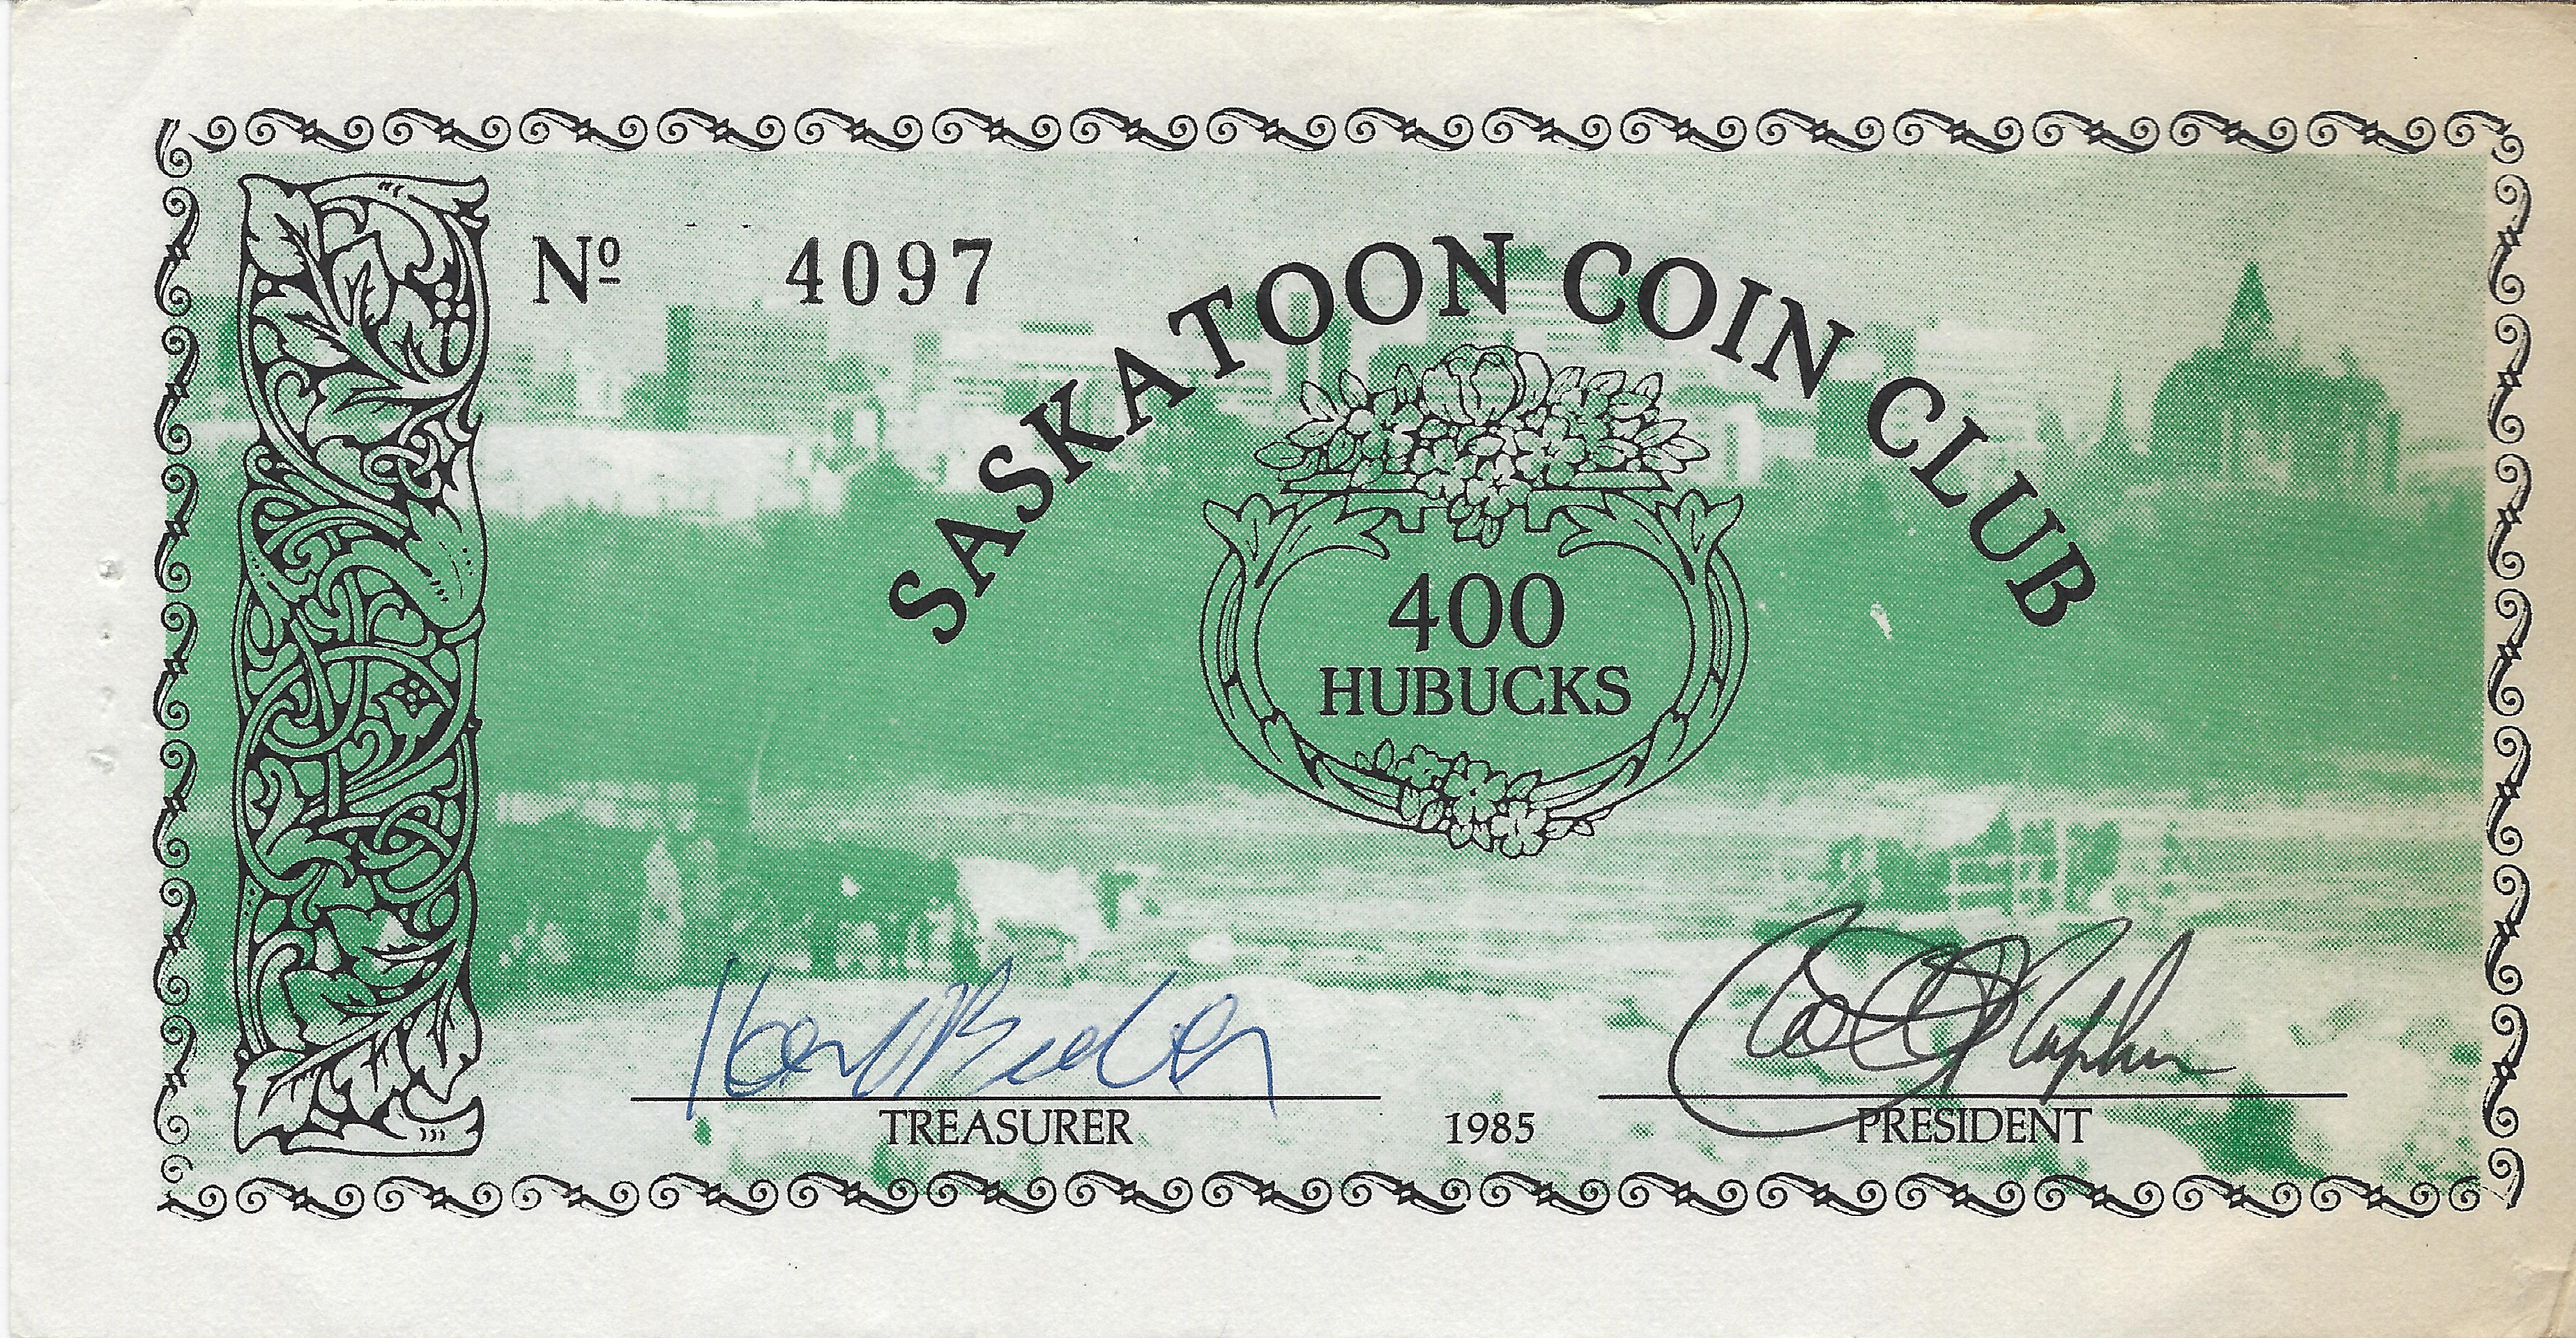 Nº 4097
SASKATOON COIN CLUB
400
HUBUCKS
TREASURER
1985
PRESIDENT